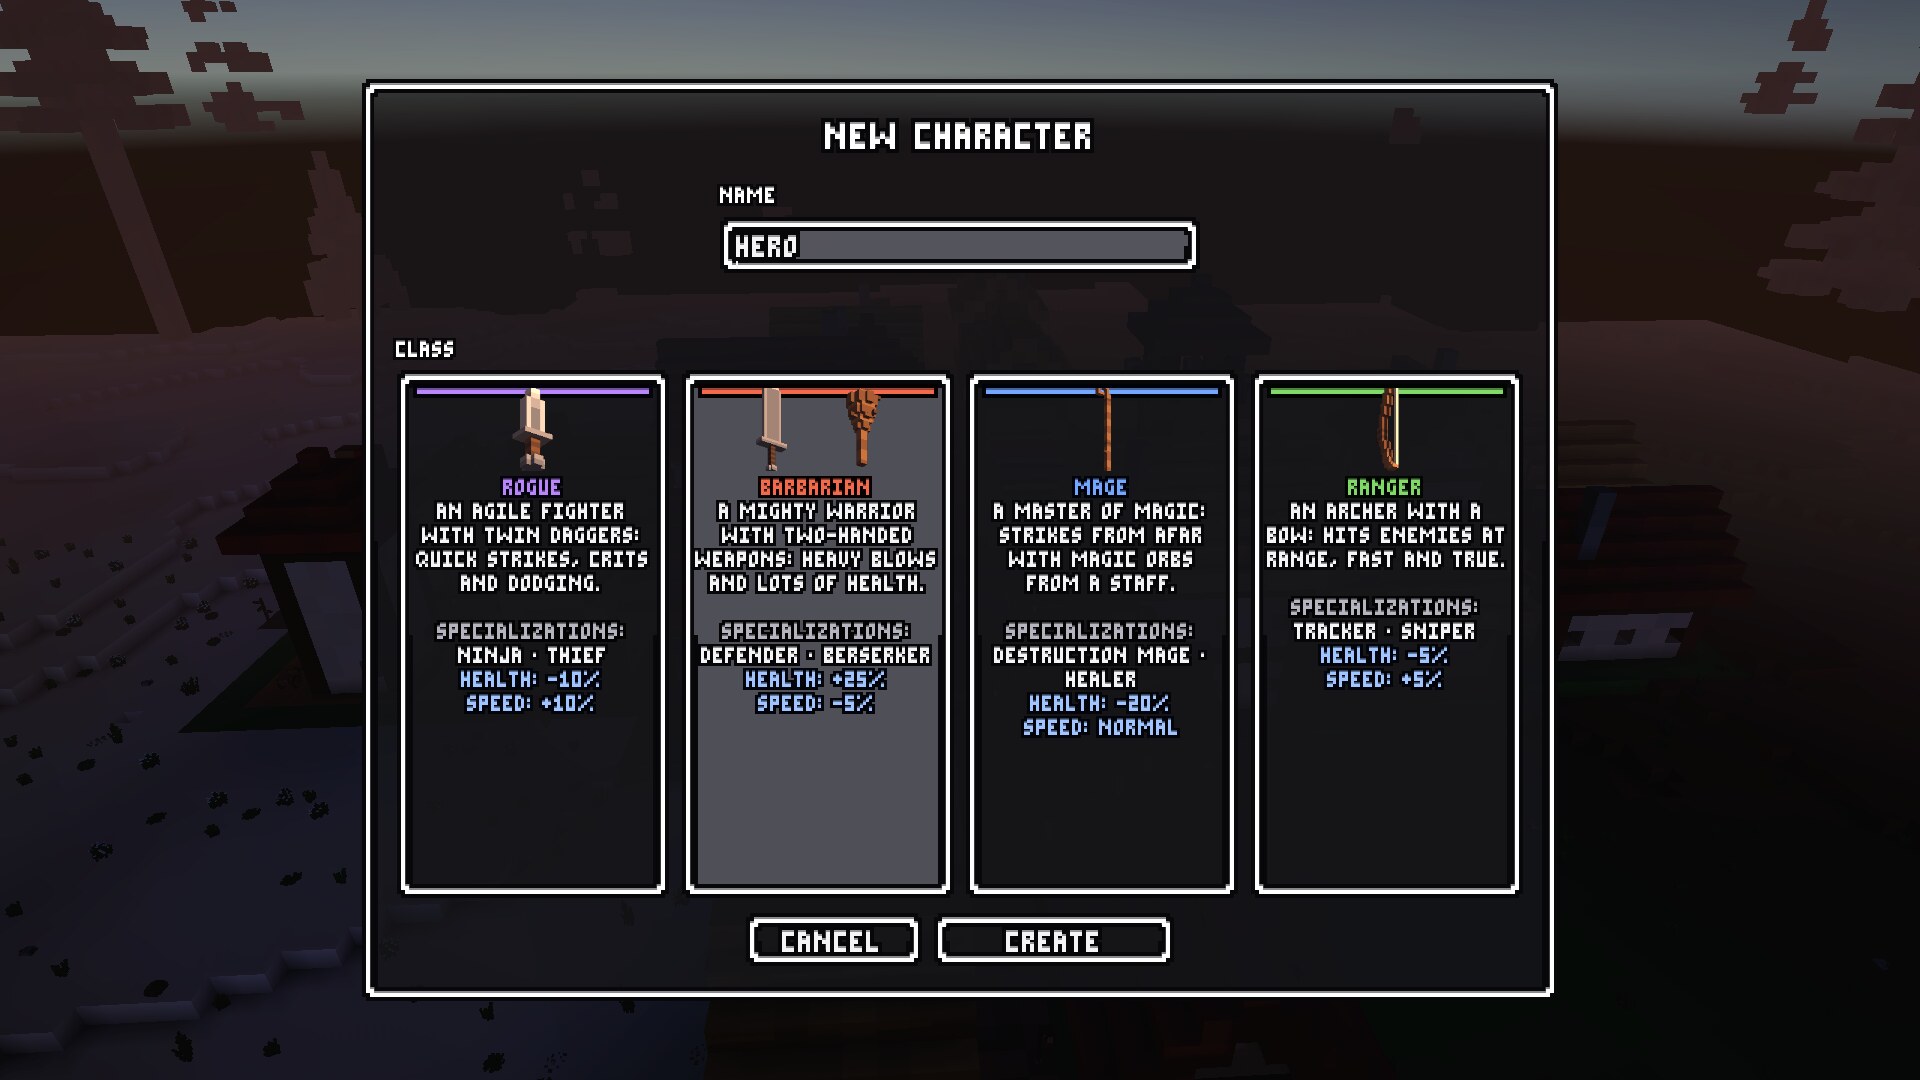 NEW CHARACTER
NAME
HERO
CLASS
ROGUE
AN AGILE FIGHTER
WITH TWIN DAGGERS:
QUICK STRIKES, CRITS
AND DODGING.
SPECIALIZATIONS:
NINJA · THIEF
HEALTH: -10%
SPEED: +10%
BARBARIAN
A MIGHTY WARRIOR
WITH TWO-HANDED
WEAPONS: HEAVY BLOWS
AND LOTS OF HEALTH.
SPECIALIZATIONS:
DEFENDER · BERSERKER
HEALTH: +25%
SPEED: -5%
MAGE
A MASTER OF MAGIC:
STRIKES FROM AFAR
WITH MAGIC ORBS
FROM A STAFF.
SPECIALIZATIONS:
DESTRUCTION MAGE ·
HEALER
HEALTH: -20%
SPEED: NORMAL
RANGER
AN ARCHER WITH A
BOW: HITS ENEMIES AT
RANGE, FAST AND TRUE.
SPECIALIZATIONS:
TRACKER · SNIPER
HEALTH: -5%
SPEED: +5%
CANCEL
CREATE